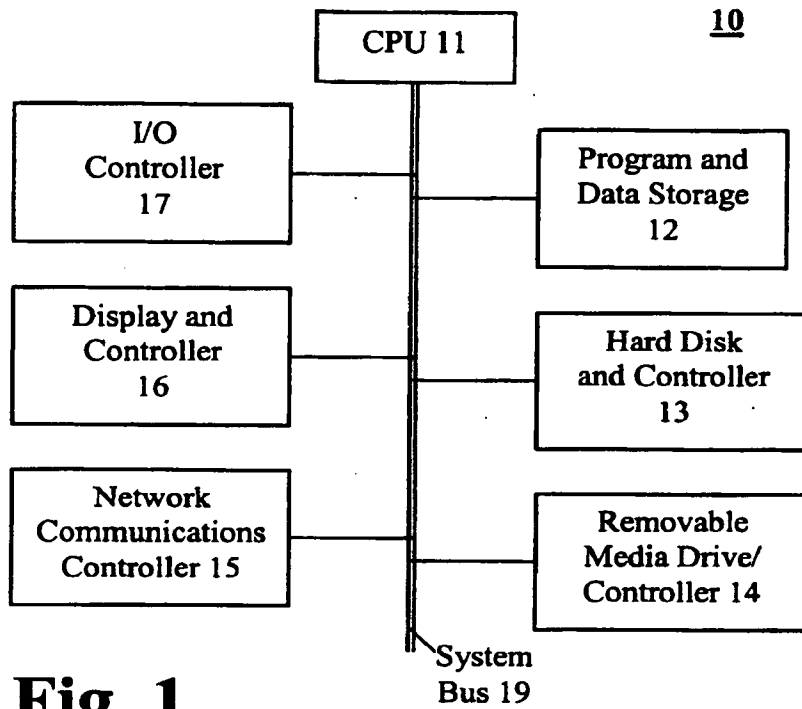 10
CPU 11
I/O
Controller
17
Program and
Data Storage
12
Display and
Controller
16
Hard Disk
and Controller
13
Network
Communications
Controller 15
Removable
Media Drive/
Controller 14
System
Bus 19
Fig. 1